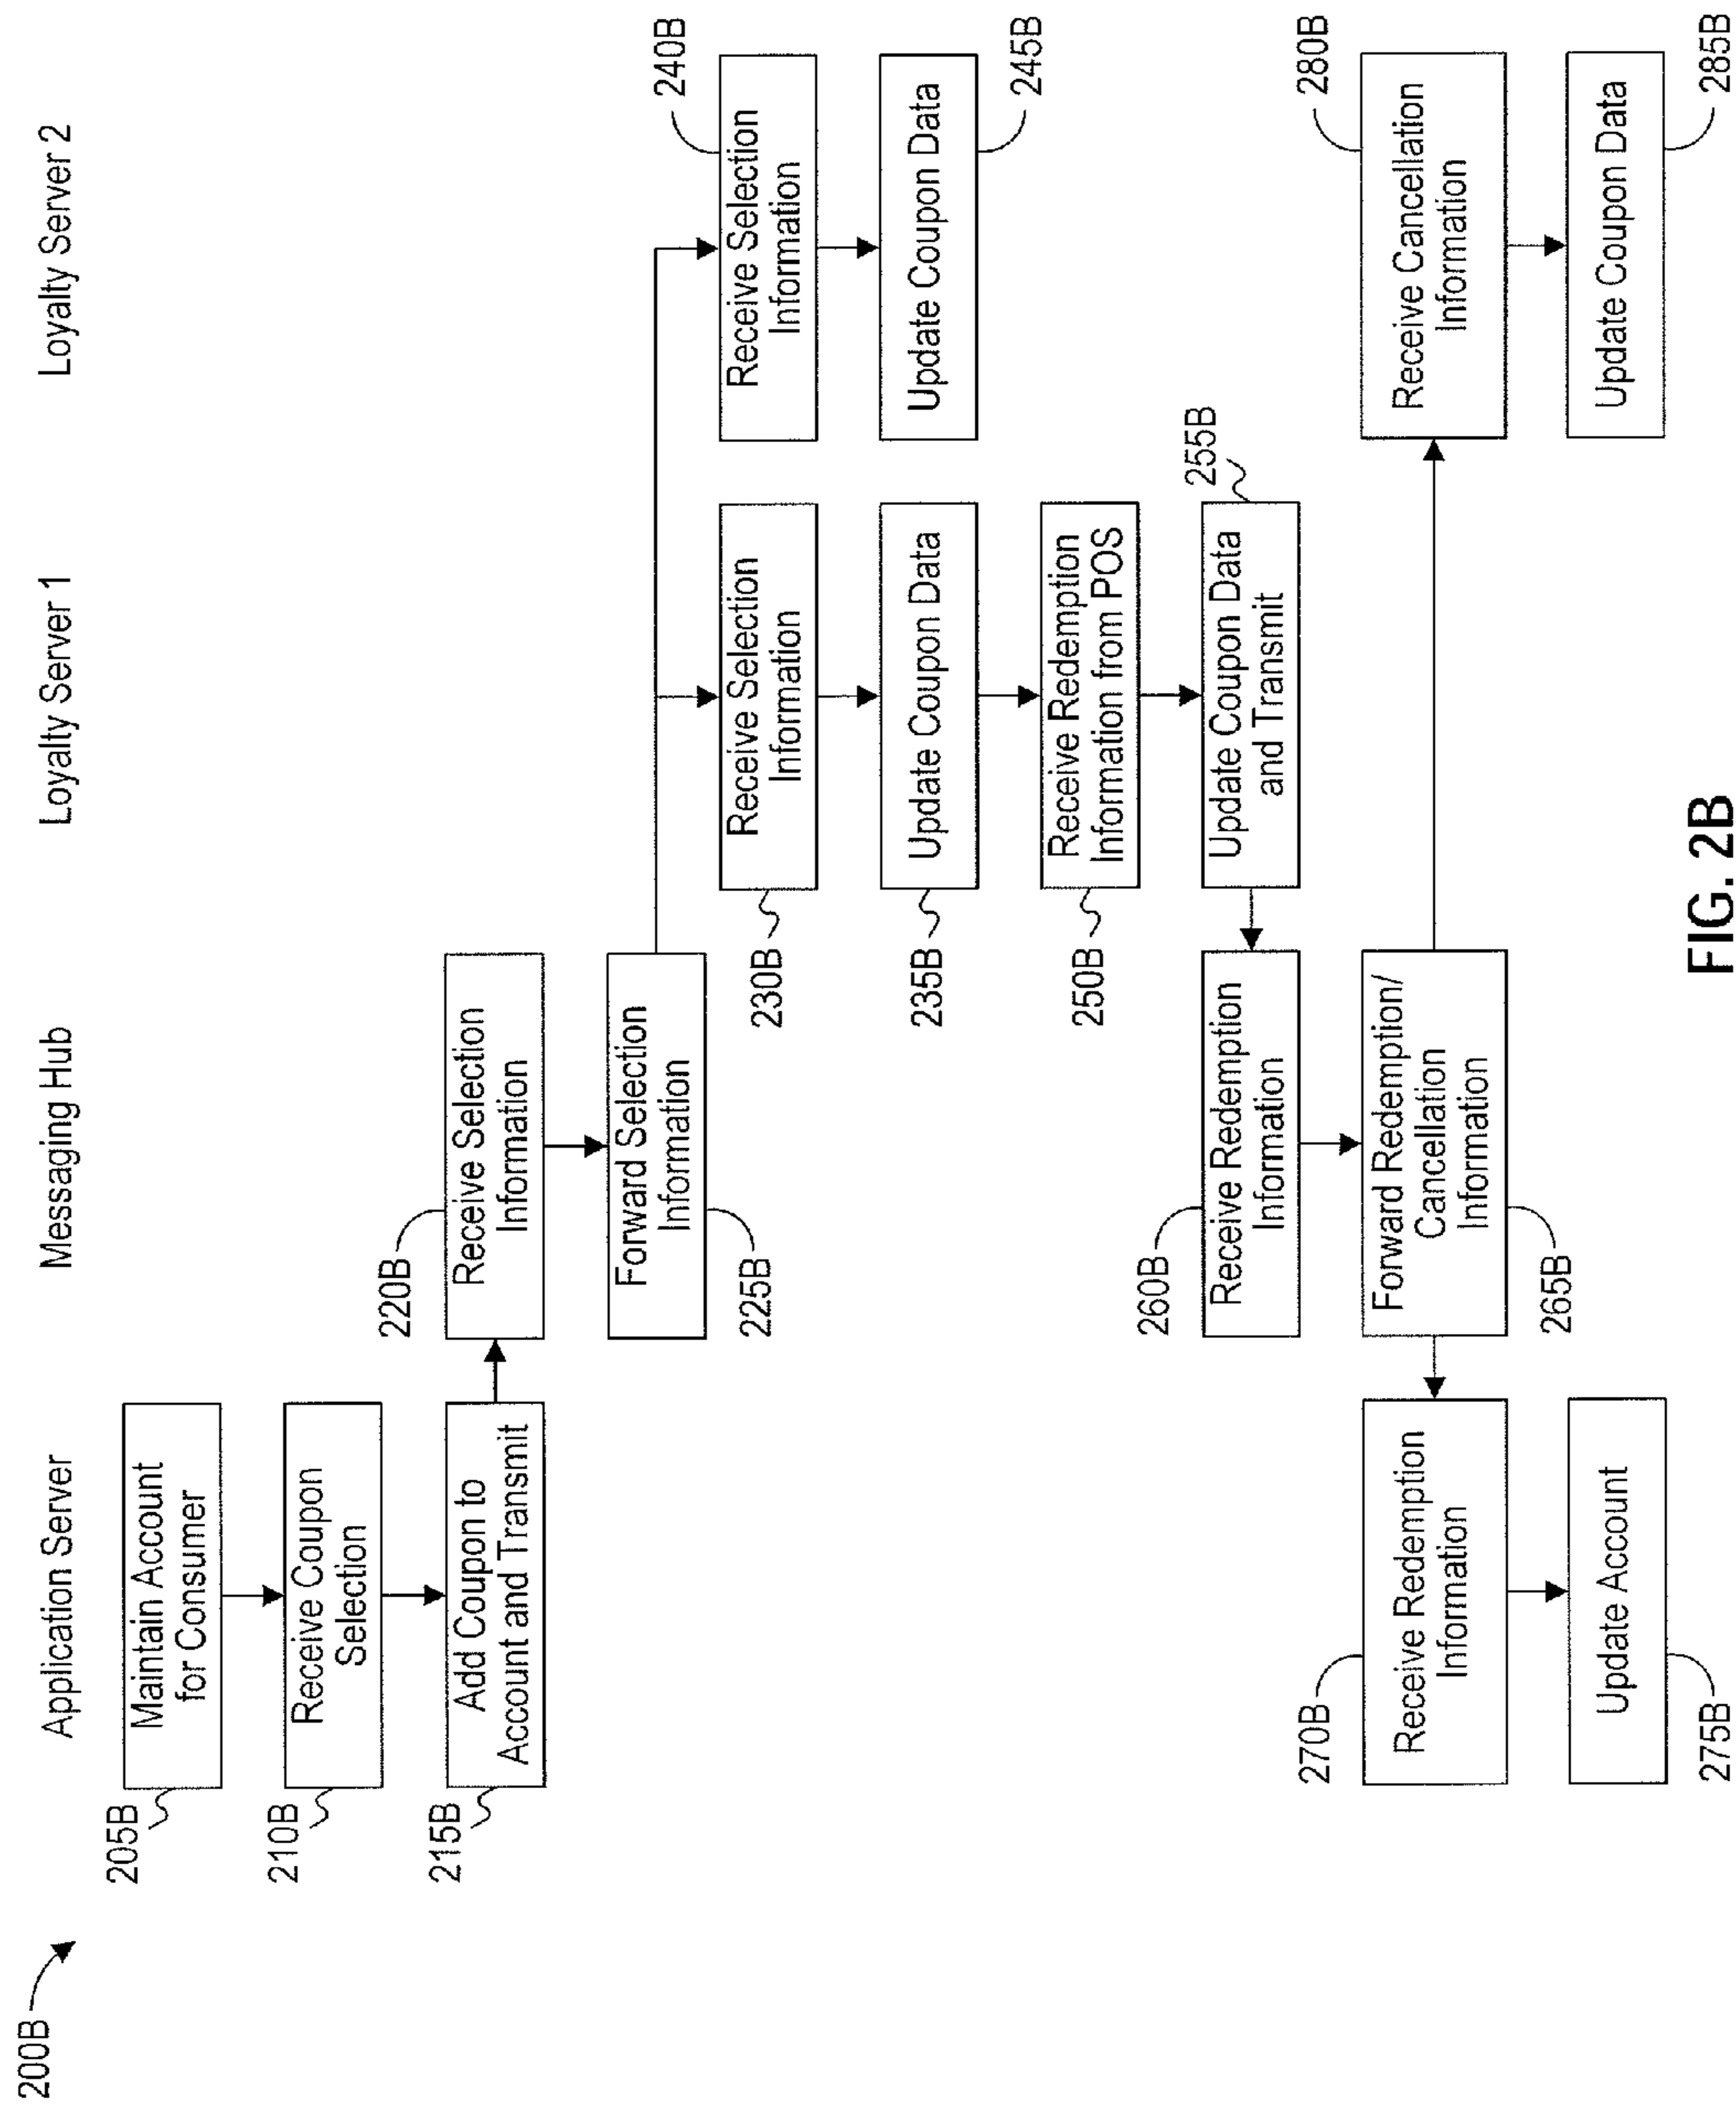 200B
Application Server
Messaging Hub
Loyalty Server 1
Loyalty Server 2
205B
Maintain Account
for Consumer
210B
Receive Coupon
Selection
215B
Add Coupon to
Account and Transmit
220B
Receive Selection
Information
Forward Selection
Information
225B
230B
Receive Selection
Information
240B
Receive Selection
Information
235B
Update Coupon Data
Update Coupon Data
245B
250B
Receive Redemption
Information from POS
255B
Update Coupon Data
and Transmit
260B
Receive Redemption
Information
Forward Redemption/
Cancellation
Information
265B
270B
Receive Redemption
Information
Update Account
275B
280B
Receive Cancellation
Information
Update Coupon Data
285B
FIG. 2B